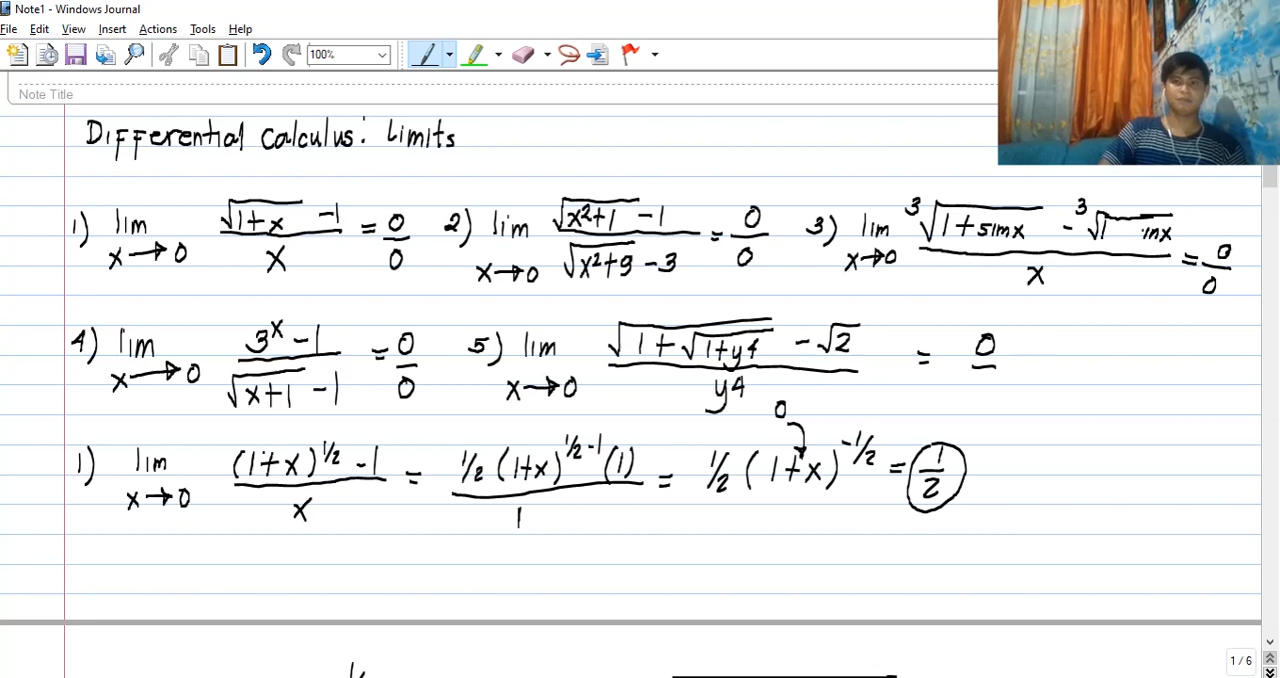 Note1 - Windows Journal
File Edit View Insert Actions Tools Help
100%
Note Title
Differential Calculus: Limits
1) lim x→0 (√(1+x) -1)/x = 0/0 2) lim x→0 (√(x²+1) -1)/(√(x²+9) -3) = 0/0 3) lim x→0 (³√(1+sinx) - ³√(1 inx))/x = 0/0
4) lim x→0 (3ˣ -1)/(√(x+1) -1) = 0/0 5) lim x→0 (√(1+√(1+y4)) -√2)/y4 = 0
0
1) lim x→0 ((1+x)^1/2 -1)/x = (1/2 (1+x)^(1/2 -1) (1))/1 = 1/2 (1+x)^-1/2 = 1/2
1 / 6